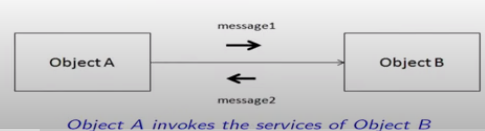 message1
Object A
Object B
message2
Object A invokes the services of Object B